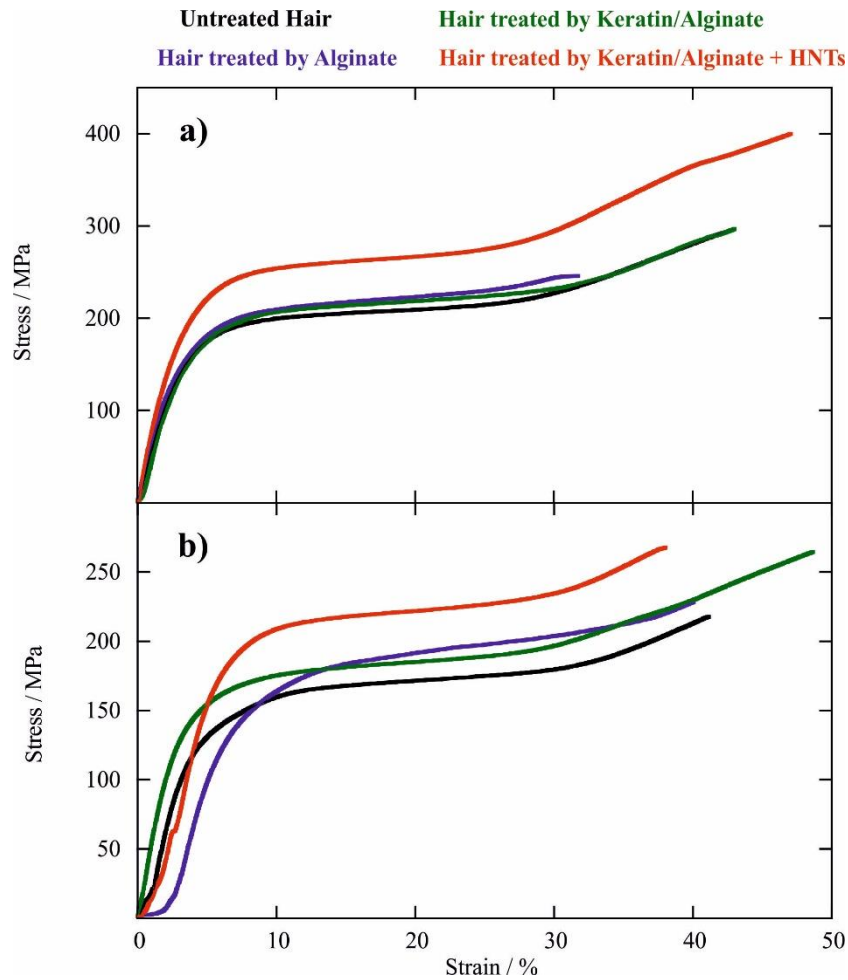 Untreated Hair
Hair treated by Keratin/Alginate
Hair treated by Alginate
Hair treated by Keratin/Alginate + HNTs
a)
400
300
200
100
Stress / MPa
b)
250
200
150
100
50
Stress / MPa
0
10
20
30
40
50
Strain / %